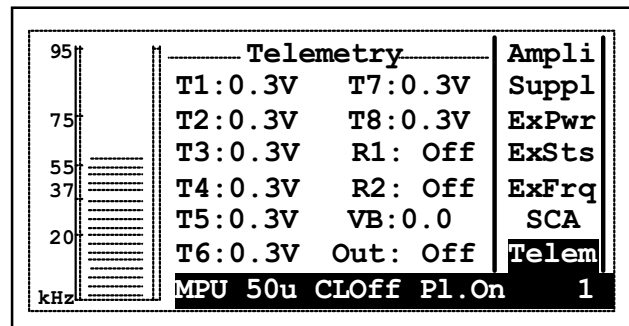 95 Telemetry Ampli
T1:0.3V T7:0.3V Suppl
75 T2:0.3V T8:0.3V ExPwr
55 T3:0.3V R1: Off ExSts
37 T4:0.3V R2: Off ExFrq
20 T5:0.3V VB:0.0 SCA
T6:0.3V Out: Off Telem
kHz MPU 50u CLOff Pl.On 1